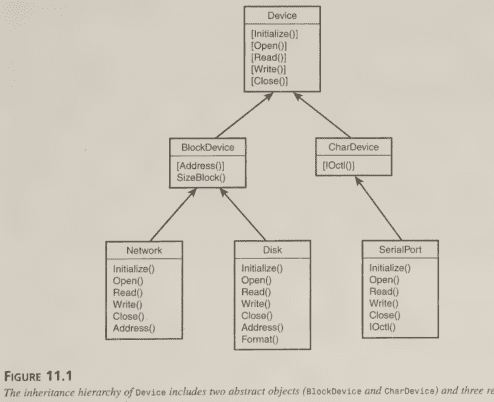 Device
[Initialize()]
[Open()]
[Read()]
[Write()]
[Close()]
BlockDevice
[Address()]
SizeBlock()
CharDevice
[IOctl()]
Network
Initialize()
Open()
Read()
Write()
Close()
Address()
Disk
Initialize()
Open()
Read()
Write()
Close()
Address()
Format()
SerialPort
Initialize()
Open()
Read()
Write()
Close()
IOctl()
FIGURE 11.1
The inheritance hierarchy of Device includes two abstract objects (BlockDevice and CharDevice) and three